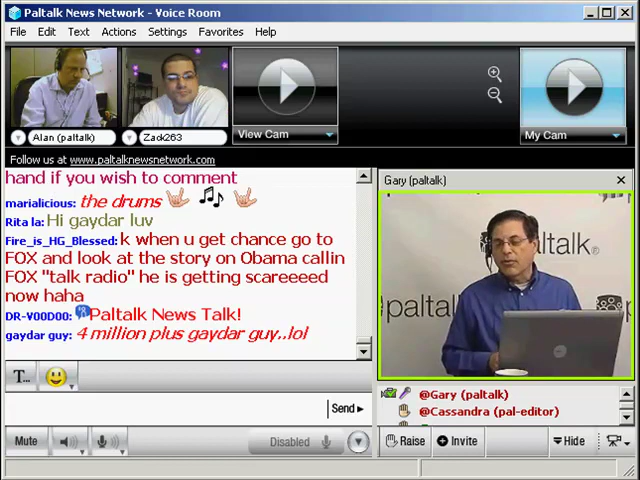 Paltalk News Network - Voice Room
File Edit Text Actions Settings Favorites Help
Alan (paltalk)
Zack263
View Cam
My Cam
Follow us at www.paltalknewsnetwork.com
hand if you wish to comment
marialicious: the drums
Rita la: Hi gaydar luv
Fire_is_HG_Blessed: k when u get chance go to
FOX and look at the story on Obama callin
FOX "talk radio" he is getting scareeeed
now haha
DR-V00D00: Paltalk News Talk!
gaydar guy: 4 million plus gaydar guy..lol
T...
Send
Mute
Disabled
Gary (paltalk)
paltalk®
paltalk
@Gary (paltalk)
@Cassandra (pal-editor)
Raise
Invite
Hide